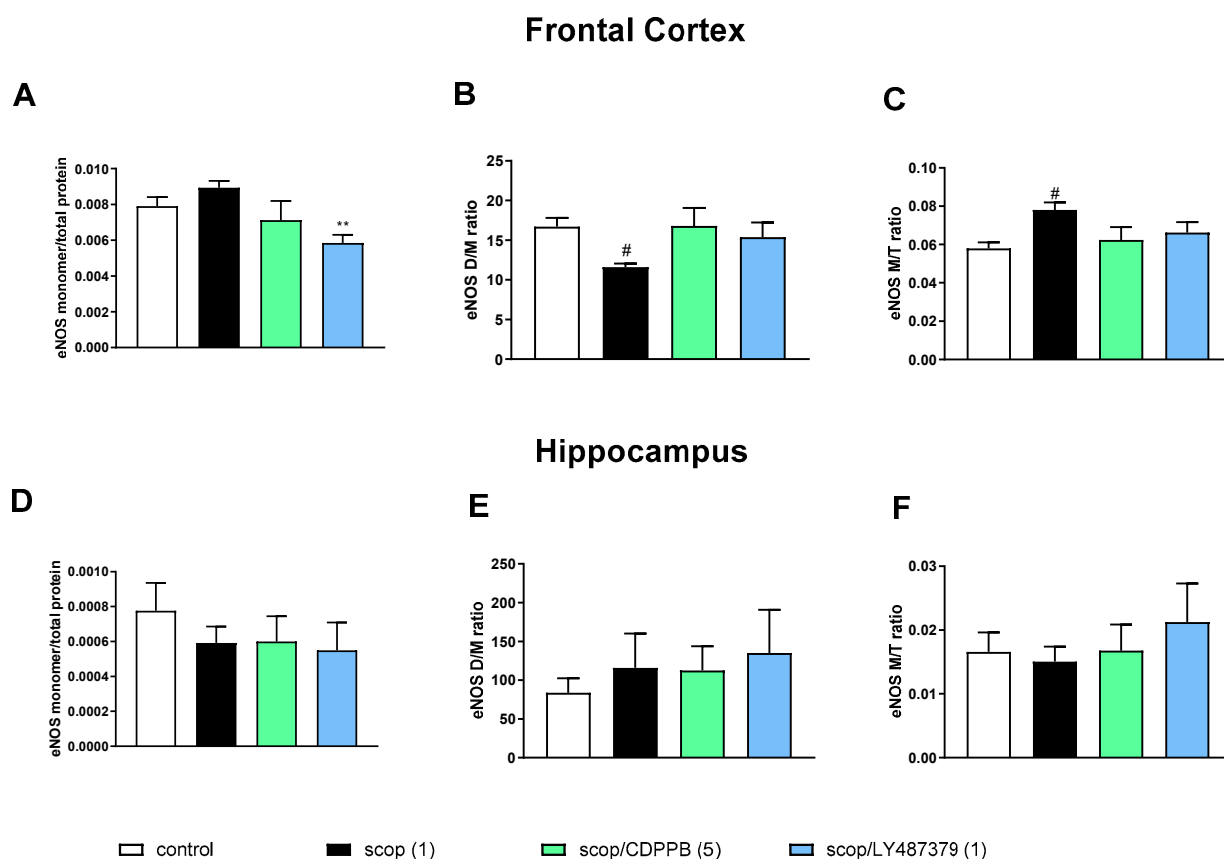 Frontal Cortex
A
B
C
eNOS monomer/total protein
0.010
0.008
0.006
0.004
0.002
0.000
**
eNOS D/M ratio
25
20
15
10
5
0
#
eNOS M/T ratio
0.10
0.08
0.06
0.04
0.02
0.00
#
Hippocampus
D
E
F
eNOS monomer/total protein
0.0010
0.0008
0.0006
0.0004
0.0002
0.0000
eNOS D/M ratio
250
200
150
100
50
0
eNOS M/T ratio
0.03
0.02
0.01
0.00
control
scop (1)
scop/CDPPB (5)
scop/LY487379 (1)